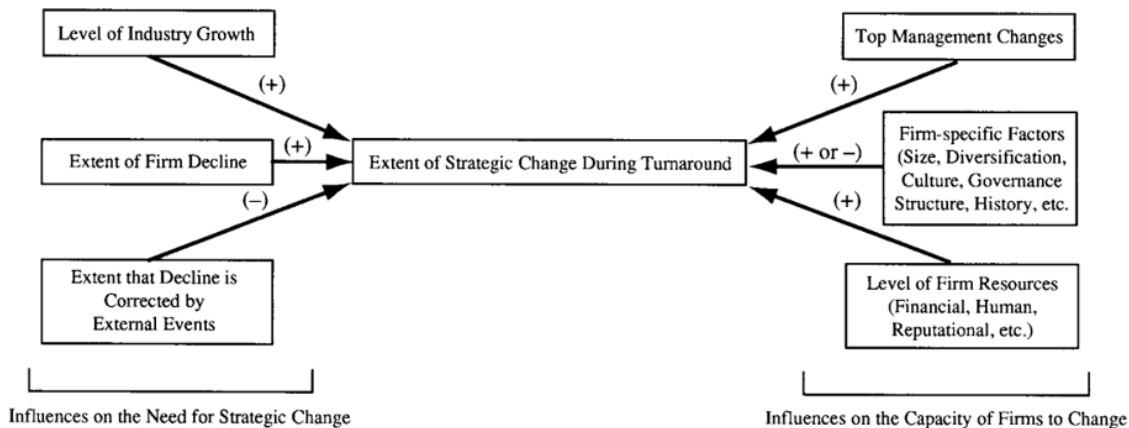 Level of Industry Growth
Top Management Changes
(+)
(+)
Extent of Firm Decline
(+)
Extent of Strategic Change During Turnaround
(+ or –)
Firm-specific Factors
(Size, Diversification,
Culture, Governance
Structure, History, etc.
(–)
(+)
Extent that Decline is
Corrected by
External Events
Level of Firm Resources
(Financial, Human,
Reputational, etc.)
Influences on the Need for Strategic Change
Influences on the Capacity of Firms to Change